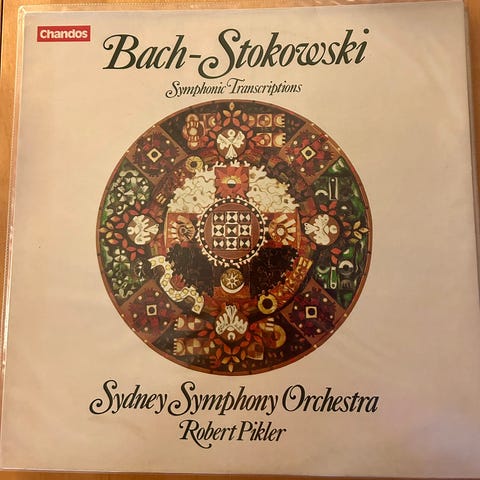 Chandos
Bach-Stokowski
Symphonic Transcriptions
Sydney Symphony Orchestra
Robert Pikler